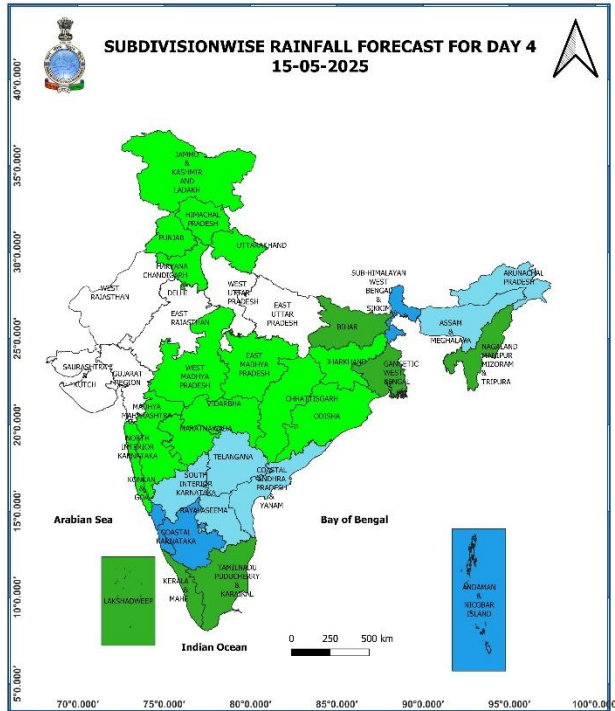 SUBDIVISIONWISE RAINFALL FORECAST FOR DAY 4
15-05-2025
40°0.000'
35°0.000'
30°0.000'
25°0.000'
20°0.000'
15°0.000'
10°0.000'
5°0.000'
JAMMO
&
KASHMIR
AND
LADAKH
HIMACHAL
PRADESH
PUNJAB
UTTARAKHAND
HARYANA
CHANDIGARH
&
DELHI
WEST
RAJASTHAN
WEST
UTTAR
PRADESH
EAST
RAJASTHAN
EAST
UTTAR
PRADESH
SUB-HIMALAYAN
WEST
BENGAL
&
SIKKIM
ARUNACHAL
PRADESH
ASSAM
&
MEGHALAYA
NAGALAND
MANIPUR
MIZORAM
&
TRIPURA
BIHAR
JHARKHAND
GANGETIC
WEST
BENGAL
SAURASHTRA
&
KUTCH
GUJARAT
REGION
WEST
MADHYA
PRADESH
EAST
MADHYA
PRADESH
VIDARBHA
CHHATTISGARH
ODISHA
MADHYA
MAHARASHTRA
MARATHAWADA
NORTH
INTERIOR
KARNATAKA
KONKAN
&
GOA
TELANGANA
SOUTH
INTERIOR
KARNATAKA
COASTAL
ANDHRA
PRADESH
&
YANAM
RAYALASEEMA
COASTAL
KARNATAKA
Arabian Sea
Bay of Bengal
TAMILNADU
PUDUCHERRY
&
KARAIKAL
KERALA
&
MAHE
LAKSHADWEEP
ANDAMAN
&
NICOBAR
ISLAND
Indian Ocean
0 250 500 km
70°0.000' 75°0.000' 80°0.000' 85°0.000' 90°0.000' 95°0.000' 100°0.000'